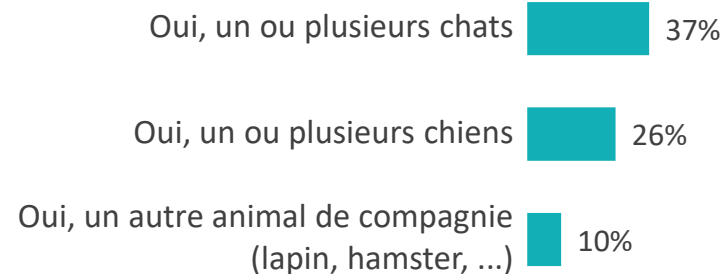 Oui, un ou plusieurs chats 37%
Oui, un ou plusieurs chiens 26%
Oui, un autre animal de compagnie
(lapin, hamster, ...) 10%